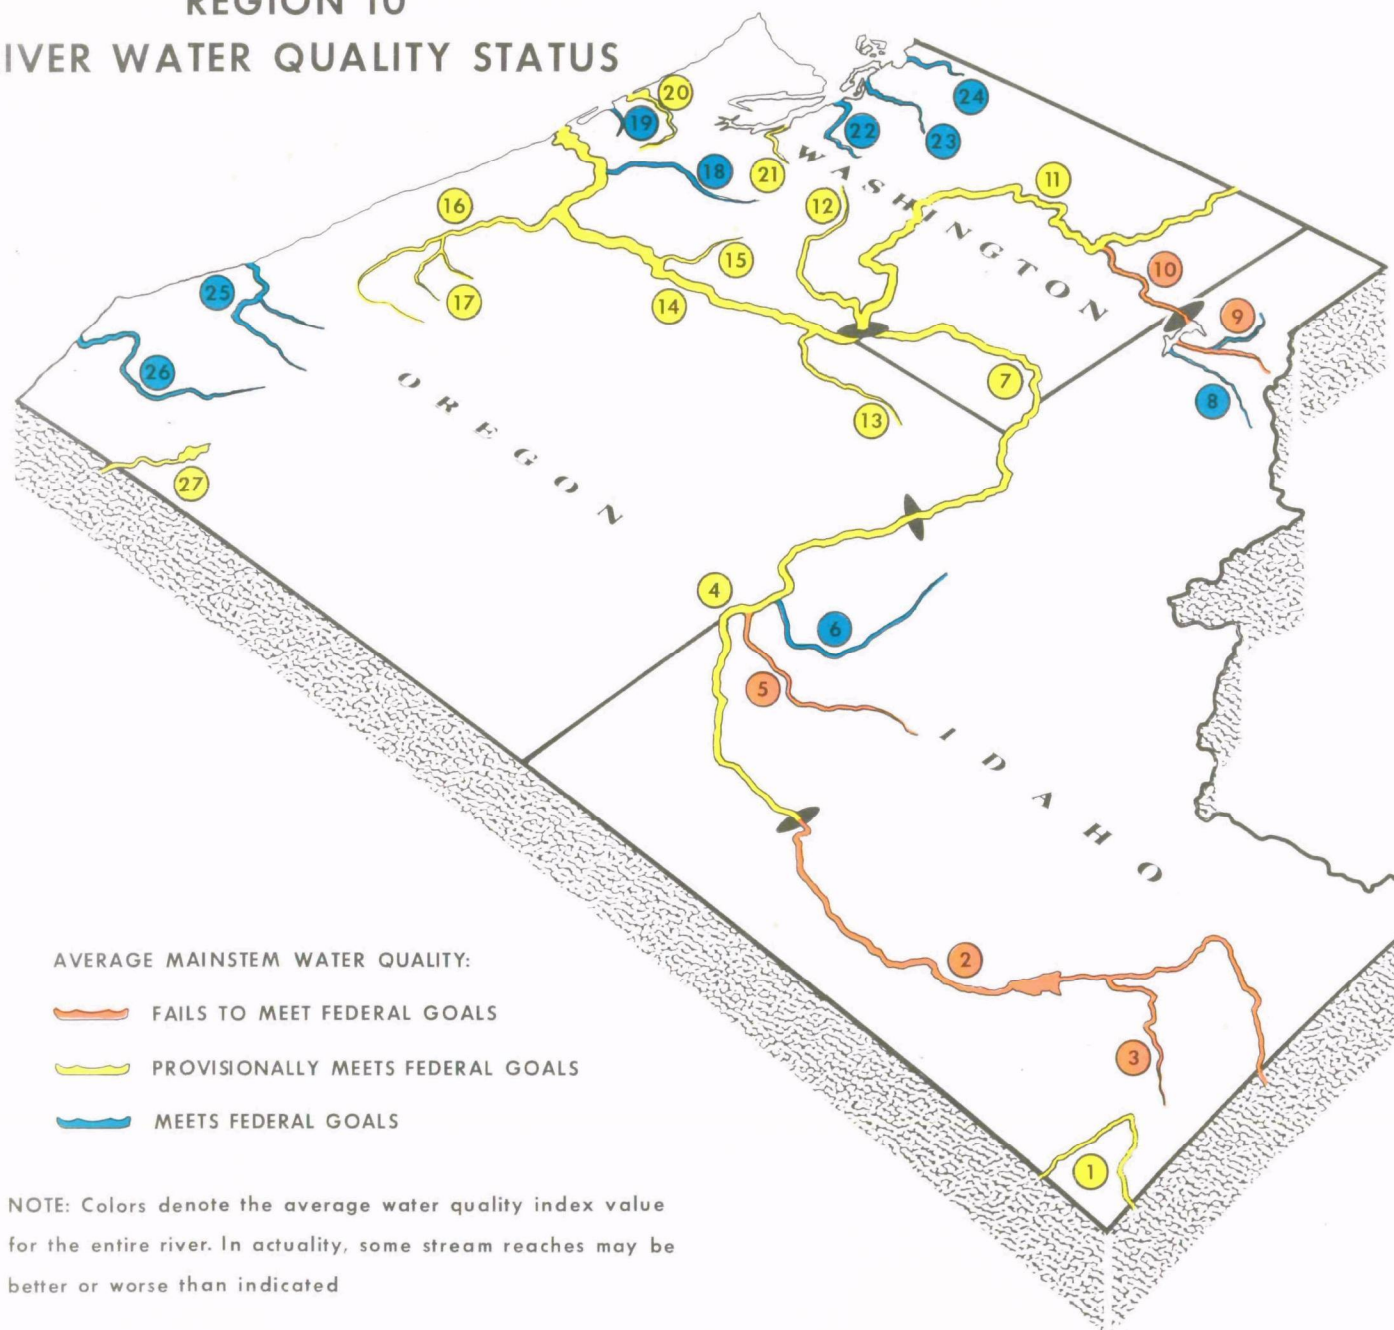 REGION 10
IVER WATER QUALITY STATUS
20
24
19
22
23
18
21
WASHINGTON
11
12
16
15
10
25
17
14
9
26
7
8
OREGON
13
27
4
6
5
IDAHO
2
3
1
AVERAGE MAINSTEM WATER QUALITY:
FAILS TO MEET FEDERAL GOALS
PROVISIONALLY MEETS FEDERAL GOALS
MEETS FEDERAL GOALS
NOTE: Colors denote the average water quality index value
for the entire river. In actuality, some stream reaches may be
better or worse than indicated